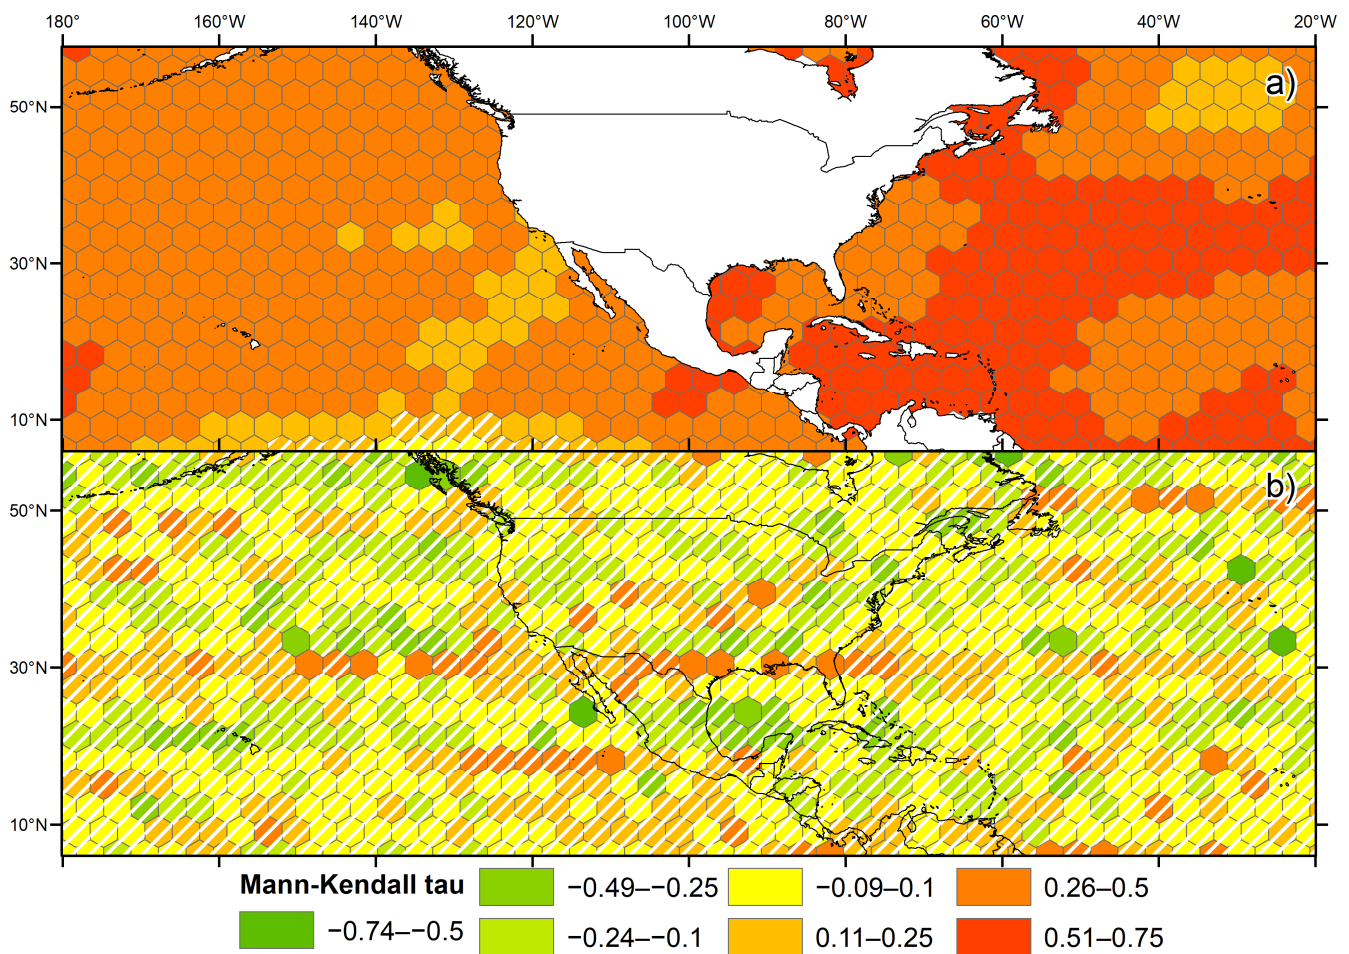 180° 160°W 140°W 120°W 100°W 80°W 60°W 40°W 20°W
a)
50°N
30°N
10°N
b)
50°N
30°N
10°N
Mann-Kendall tau
−0.74–−0.5
−0.49–−0.25
−0.24–−0.1
−0.09–0.1
0.11–0.25
0.26–0.5
0.51–0.75